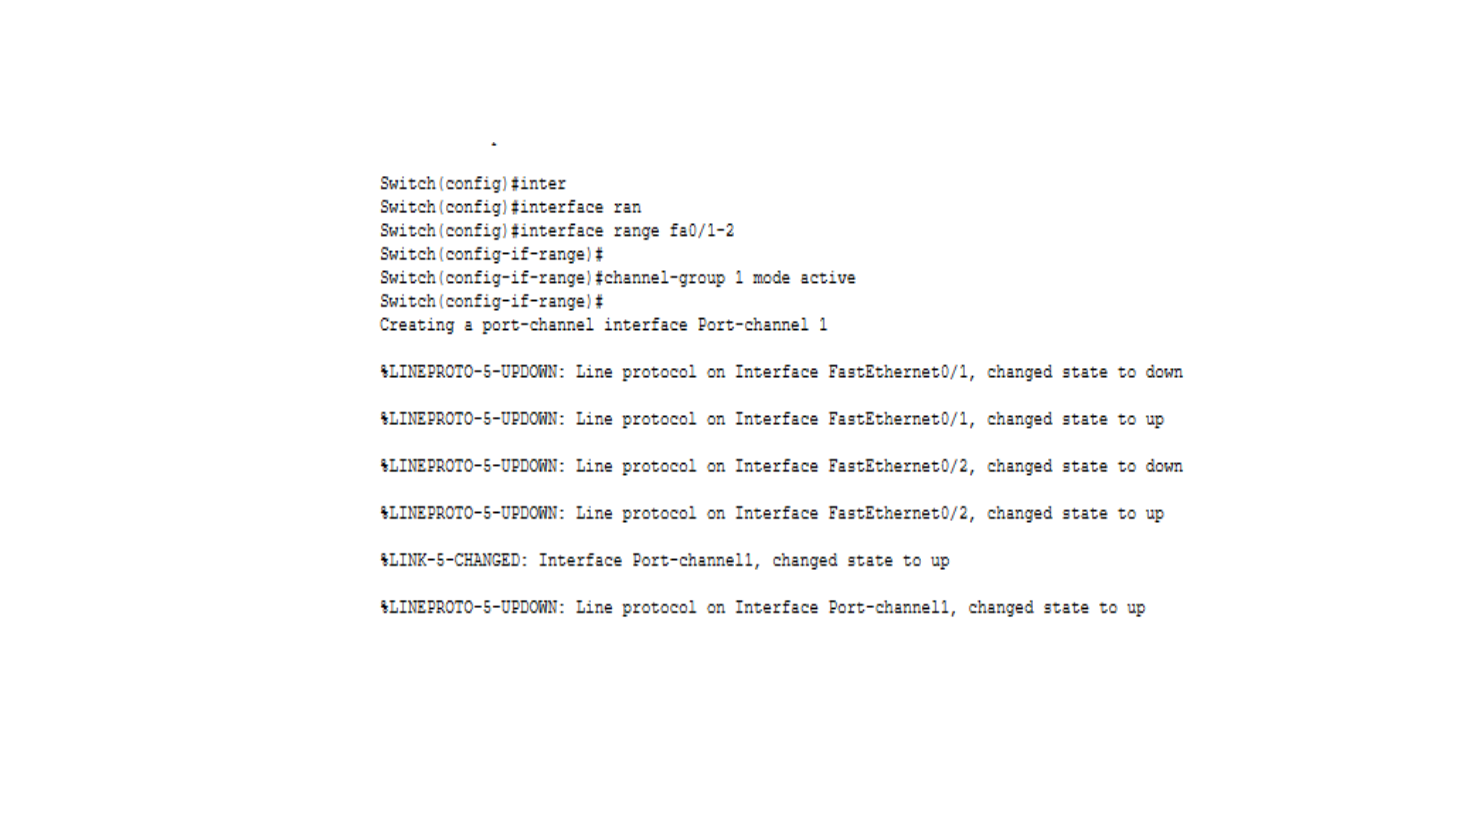 Switch(config)#inter
Switch(config)#interface ran
Switch(config)#interface range fa0/1-2
Switch(config-if-range)#
Switch(config-if-range)#channel-group 1 mode active
Switch(config-if-range)#
Creating a port-channel interface Port-channel 1
%LINEPROTO-5-UPDOWN: Line protocol on Interface FastEthernet0/1, changed state to down
%LINEPROTO-5-UPDOWN: Line protocol on Interface FastEthernet0/1, changed state to up
%LINEPROTO-5-UPDOWN: Line protocol on Interface FastEthernet0/2, changed state to down
%LINEPROTO-5-UPDOWN: Line protocol on Interface FastEthernet0/2, changed state to up
%LINK-5-CHANGED: Interface Port-channel1, changed state to up
%LINEPROTO-5-UPDOWN: Line protocol on Interface Port-channel1, changed state to up